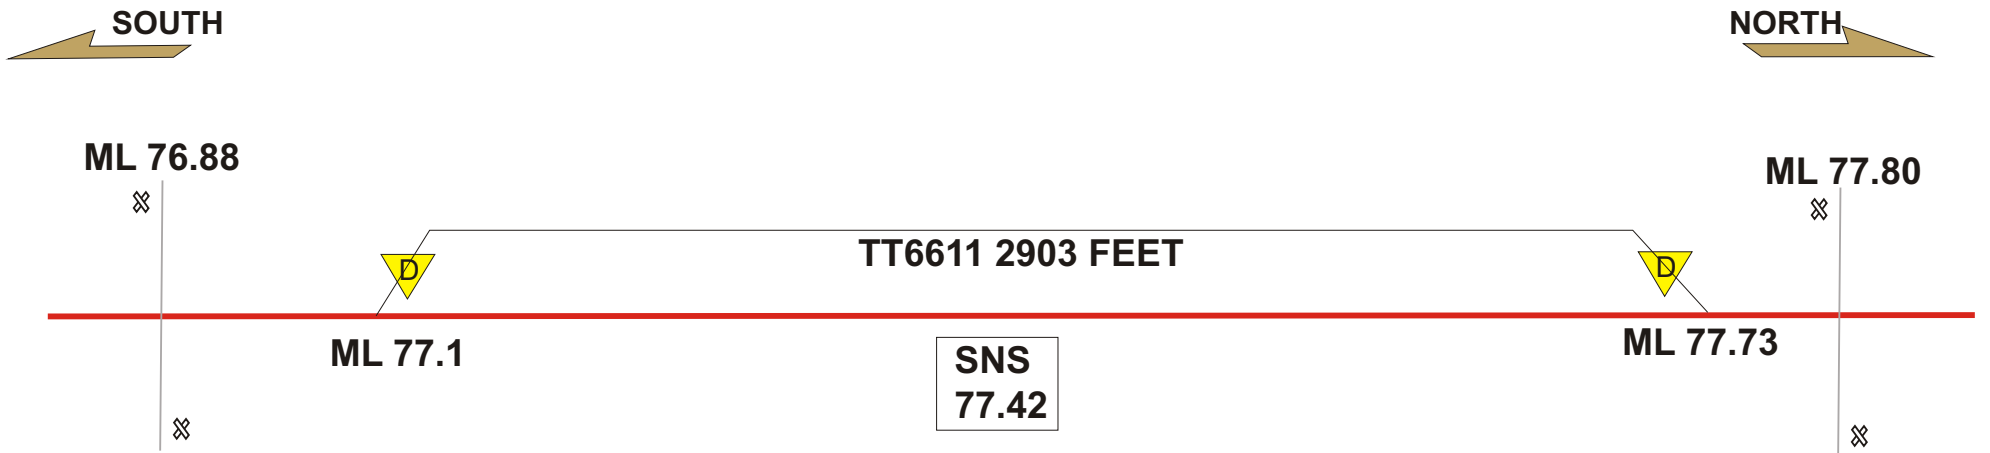 SOUTH
NORTH
ML 76.88
ML 77.80
TT6611 2903 FEET
D
D
ML 77.1
ML 77.73
SNS
77.42